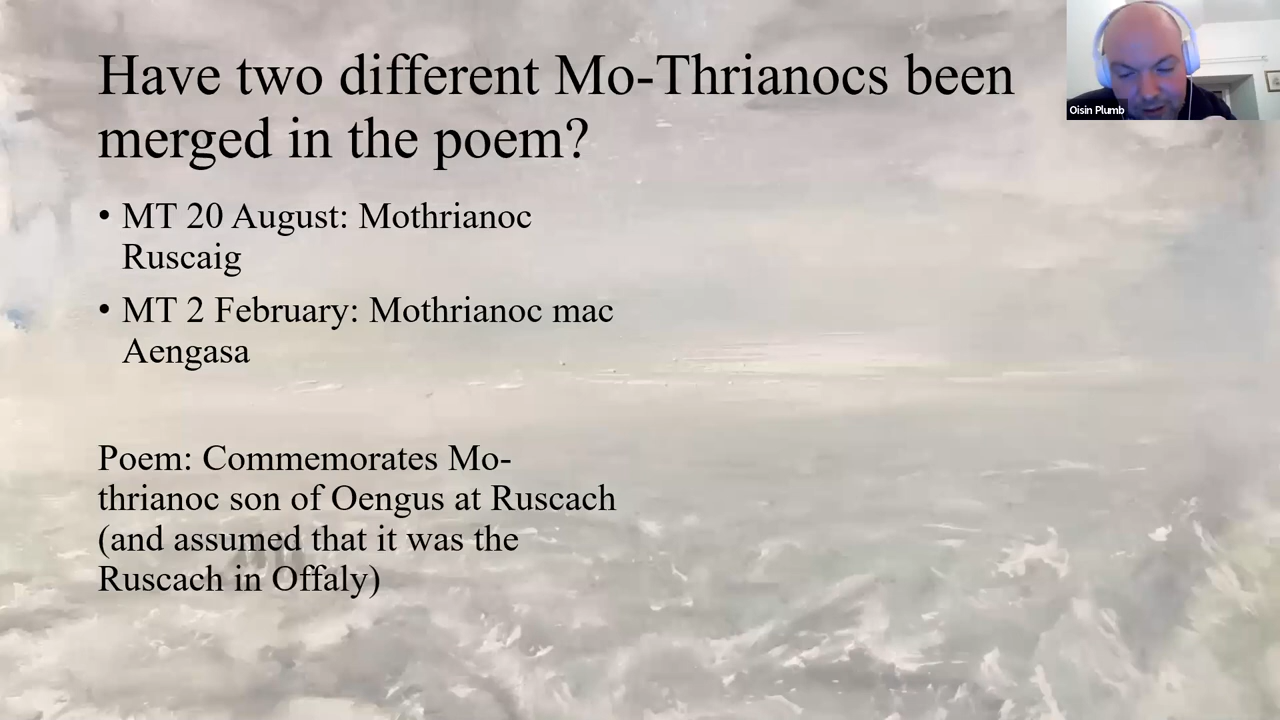 Have two different Mo-Thrianocs been
merged in the poem?
• MT 20 August: Mothrianoc
Ruscaig
• MT 2 February: Mothrianoc mac
Aengasa
Poem: Commemorates Mo-
thrianoc son of Oengus at Ruscach
(and assumed that it was the
Ruscach in Offaly)
Oisin Plumb